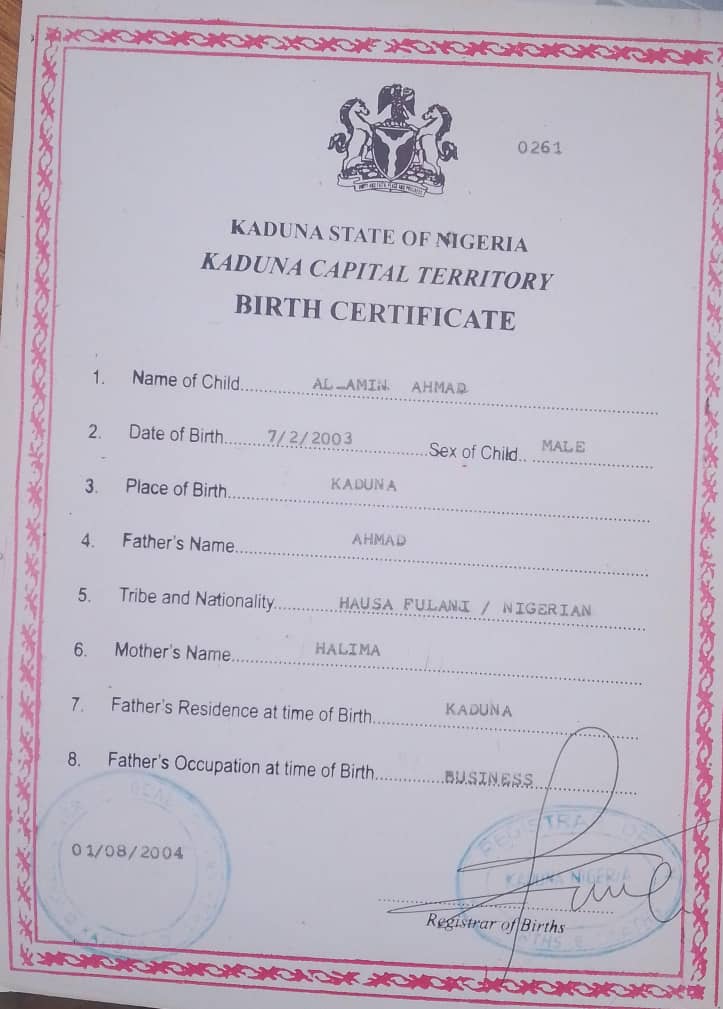 0261
KADUNA STATE OF NIGERIA
KADUNA CAPITAL TERRITORY
BIRTH CERTIFICATE
1. Name of Child AL-AMIN AHMAD
2. Date of Birth 7/2/2003 Sex of Child MALE
3. Place of Birth KADUNA
4. Father's Name AHMAD
5. Tribe and Nationality HAUSA FULANI / NIGERIAN
6. Mother's Name HALIMA
7. Father's Residence at time of Birth KADUNA
8. Father's Occupation at time of Birth BUSINESS
01/08/2004
KADUNA NIGERIA
Registrar of Births